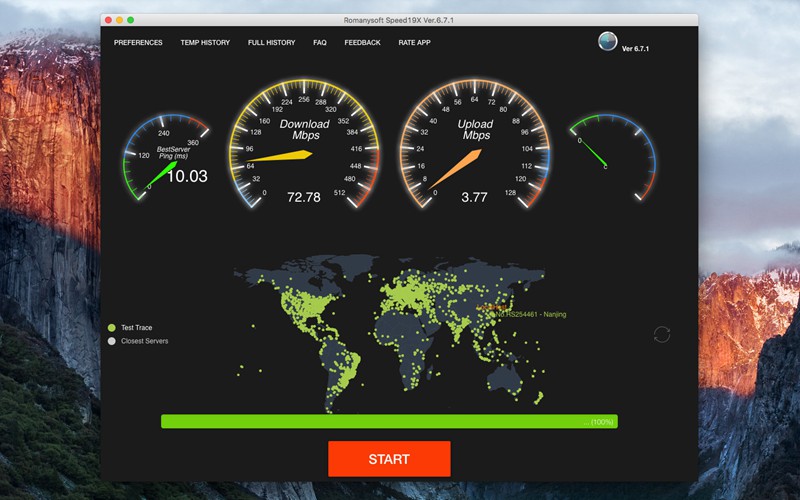 Romanysoft Speed19X Ver.6.7.1
PREFERENCES TEMP HISTORY FULL HISTORY FAQ FEEDBACK RATE APP
Ver 6.7.1
0 120 240 360
BestServer
Ping (ms)
10.03
0 32 64 96 128 160 192 224 256 288 320 352 384 416 448 480 512
Download
Mbps
72.78
0 8 16 24 32 40 48 56 64 72 80 88 96 104 112 120 128
Upload
Mbps
3.77
0
No.RS254461 - Nanjing
Test Trace
Closest Servers
... (100%)
START